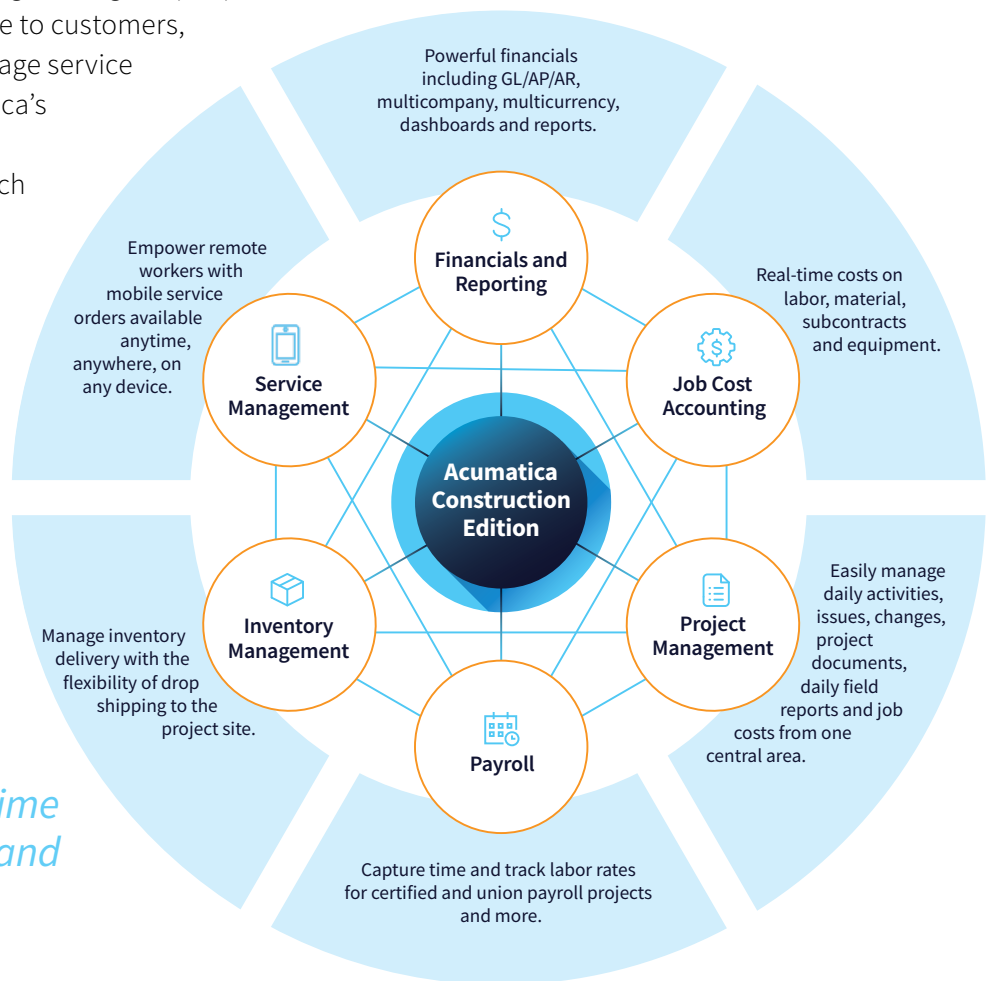 e to customers,
age service
ca’s
ch
Powerful financials
including GL/AP/AR,
multicompany, multicurrency,
dashboards and reports.
Financials and
Reporting
Real-time costs on
labor, material,
subcontracts
and equipment.
Job Cost
Accounting
Easily manage
daily activities,
issues, changes,
project
documents,
daily field
reports and job
costs from one
central area.
Project
Management
Capture time and track labor rates
for certified and union payroll projects
and more.
Payroll
Manage inventory
delivery with the
flexibility of drop
shipping to the
project site.
Inventory
Management
Empower remote
workers with
mobile service
orders available
anytime,
anywhere, on
any device.
Service
Management
Acumatica
Construction
Edition
ime
and